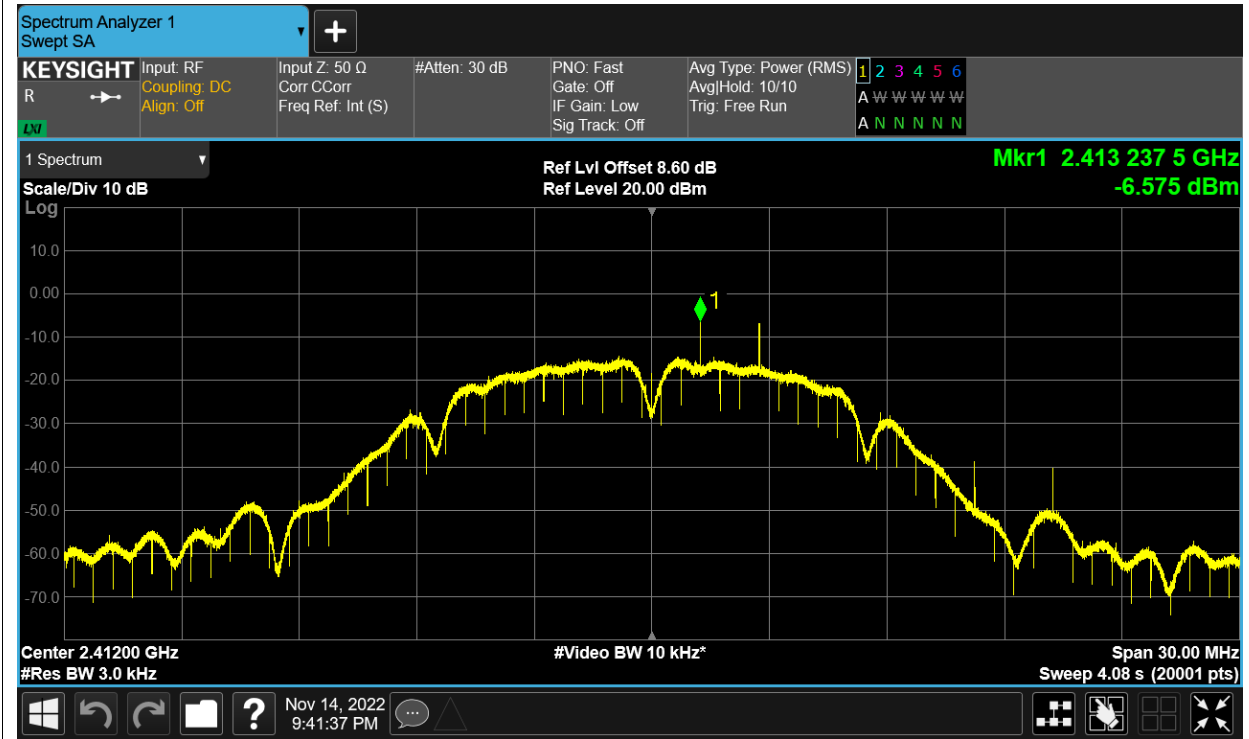 Spectrum Analyzer 1
Swept SA
+
KEYSIGHT Input: RF Input Z: 50 Ω #Atten: 30 dB PNO: Fast Avg Type: Power (RMS) 1 2 3 4 5 6
R Coupling: DC Corr CCorr Gate: Off Avg|Hold: 10/10 A W W W W W
Align: Off Freq Ref: Int (S) IF Gain: Low Trig: Free Run
LXI Sig Track: Off A N N N N N
1 Spectrum Ref Lvl Offset 8.60 dB Mkr1 2.413 237 5 GHz
Scale/Div 10 dB Ref Level 20.00 dBm -6.575 dBm
Log
10.0
0.00
1
-10.0
-20.0
-30.0
-40.0
-50.0
-60.0
-70.0
Center 2.41200 GHz #Video BW 10 kHz* Span 30.00 MHz
#Res BW 3.0 kHz Sweep 4.08 s (20001 pts)
? Nov 14, 2022
9:41:37 PM